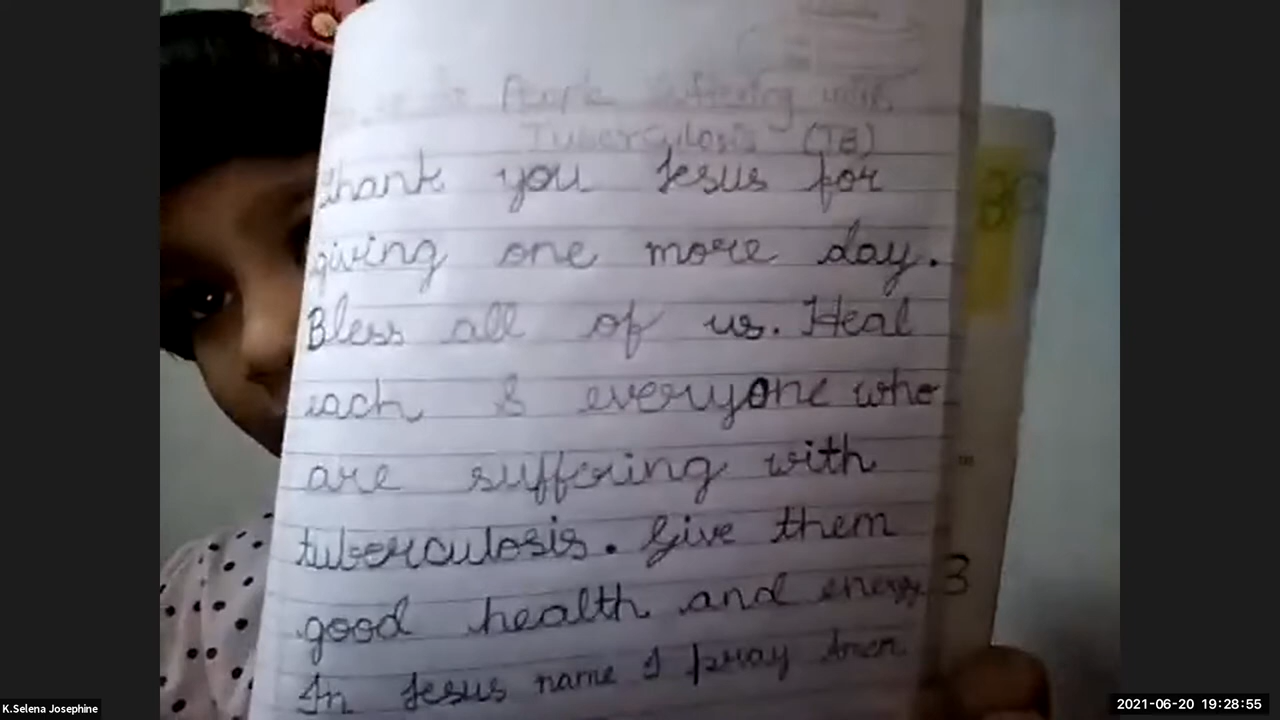 People suffering with
Tuberculosis (TB)
Thank you Jesus for
giving one more day.
Bless all of us. Heal
each & everyone who
are suffering with
tuberculosis. Give them
good health and energy
In Jesus name I pray Amen
3
K.Selena Josephine
2021-06-20 19:28:55